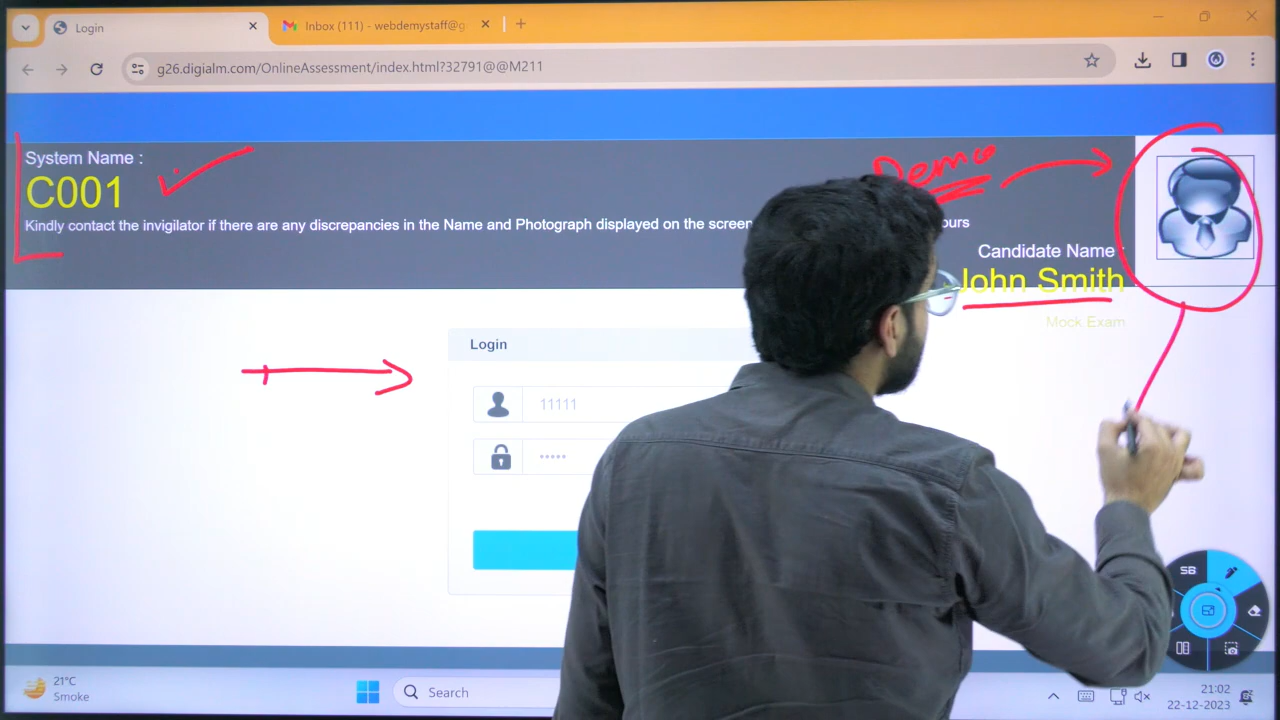 Login
Inbox (111) - webdemystaff@g
g26.digialm.com/OnlineAssessment/index.html?32791@@M211
System Name :
C001
Demo
Kindly contact the invigilator if there are any discrepancies in the Name and Photograph displayed on the screen
ours
Candidate Name :
John Smith
Mock Exam
Login
11111
•••••
SB
21°C
Smoke
Search
21:02
22-12-2023